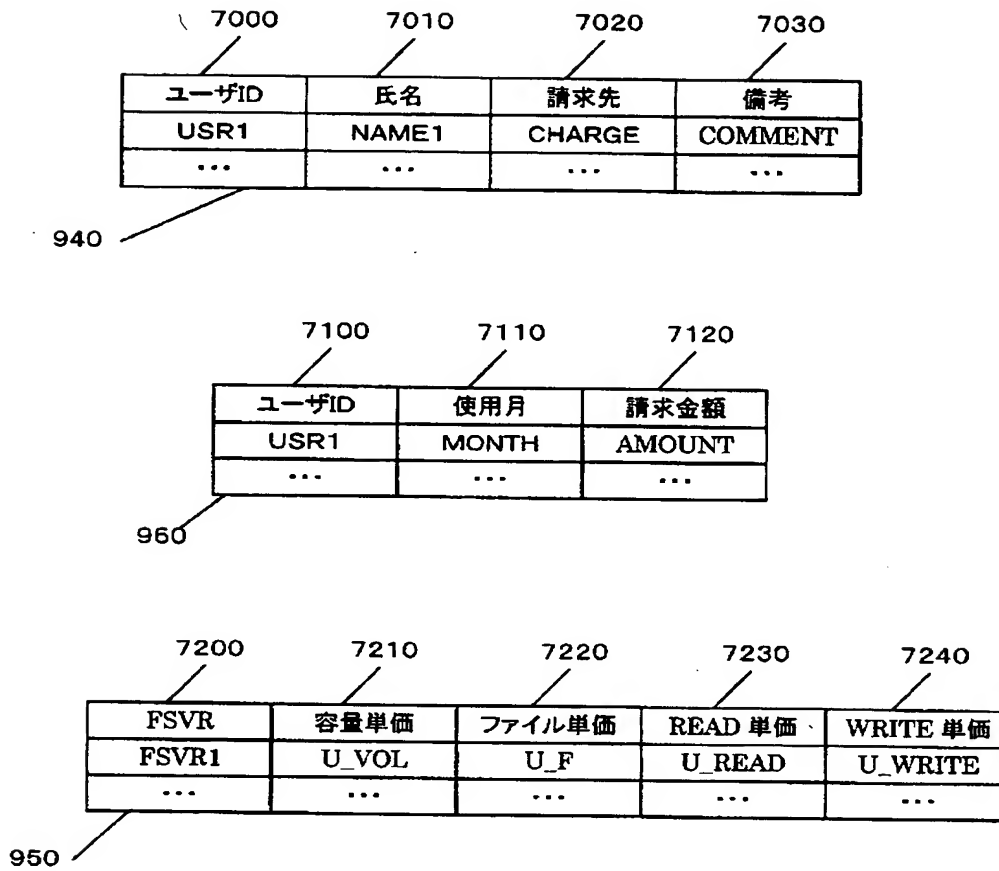 7000 7010 7020 7030
ユーザID 氏名 請求先 備考
USR1 NAME1 CHARGE COMMENT
... ... ... ...
940
7100 7110 7120
ユーザID 使用月 請求金額
USR1 MONTH AMOUNT
... ... ...
960
7200 7210 7220 7230 7240
FSVR 容量単価 ファイル単価 READ 単価 WRITE 単価
FSVR1 U_VOL U_F U_READ U_WRITE
... ... ... ... ...
950